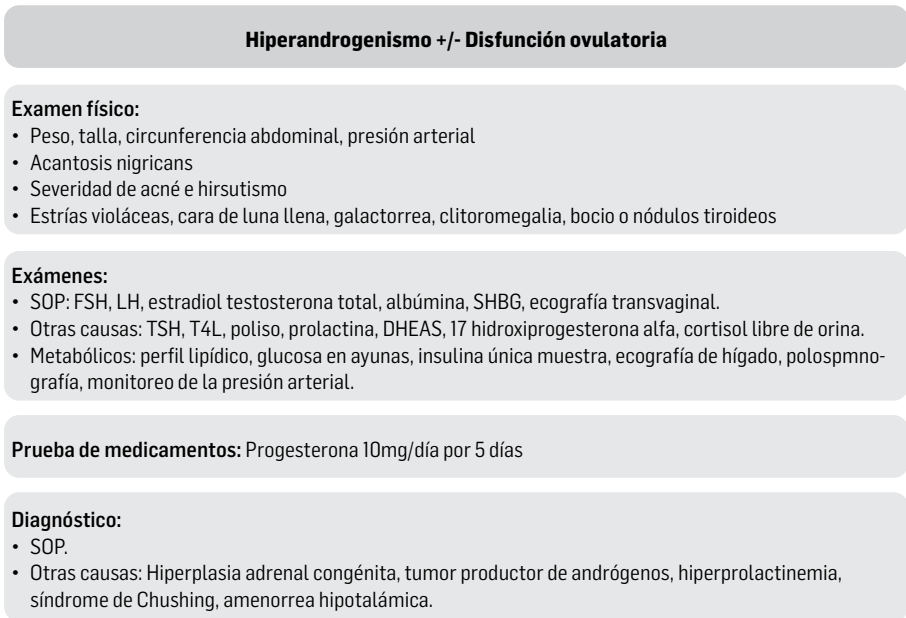 Hiperandrogenismo +/- Disfunción ovulatoria
Examen físico:
• Peso, talla, circunferencia abdominal, presión arterial
• Acantosis nigricans
• Severidad de acné e hirsutismo
• Estrías violáceas, cara de luna llena, galactorrea, clitoromegalia, bocio o nódulos tiroideos
Exámenes:
• SOP: FSH, LH, estradiol testosterona total, albúmina, SHBG, ecografía transvaginal.
• Otras causas: TSH, T4L, poliso, prolactina, DHEAS, 17 hidroxiprogesterona alfa, cortisol libre de orina.
• Metabólicos: perfil lipídico, glucosa en ayunas, insulina única muestra, ecografía de hígado, polospmno-
grafía, monitoreo de la presión arterial.
Prueba de medicamentos: Progesterona 10mg/día por 5 días
Diagnóstico:
• SOP.
• Otras causas: Hiperplasia adrenal congénita, tumor productor de andrógenos, hiperprolactinemia,
síndrome de Chushing, amenorrea hipotalámica.